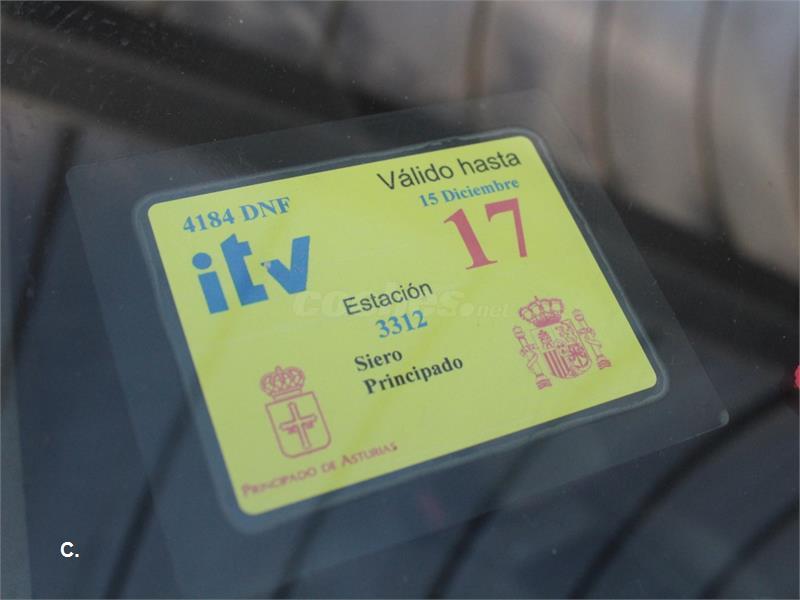 Válido hasta
4184 DNF
15 Diciembre
17
itv
Estación
3312
coches.net
Siero
Principado
PRINCIPADO DE ASTURIAS
C.